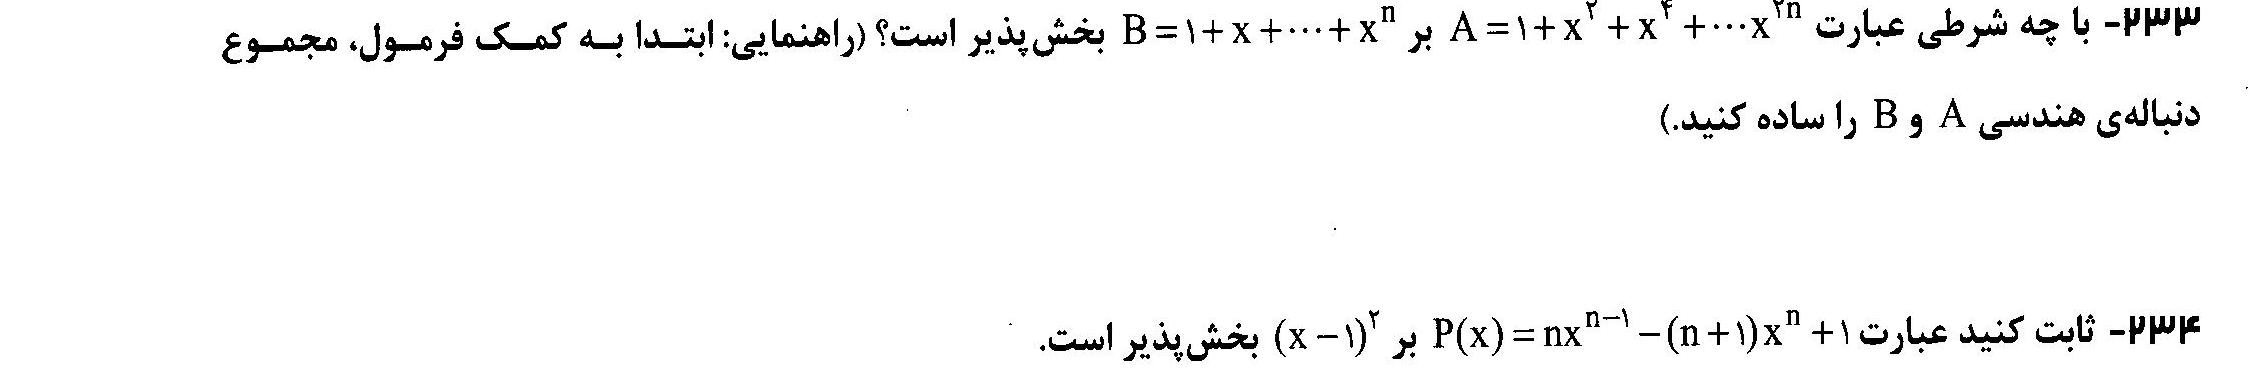 ۲۳۳- با چه شرطی عبارت A = ۱ + x^۲ + x^۴ + ⋯x^{۲n} بر B = ۱ + x + ⋯ + x^n بخش‌پذیر است؟ (راهنمایی: ابتدا به کمک فرمول، مجموع
دنباله‌ی هندسی A و B را ساده کنید.)
۲۳۴- ثابت کنید عبارت P(x) = nx^{n-۱} - (n+۱)x^n + ۱ بر (x-۱)^۲ بخش‌پذیر است.